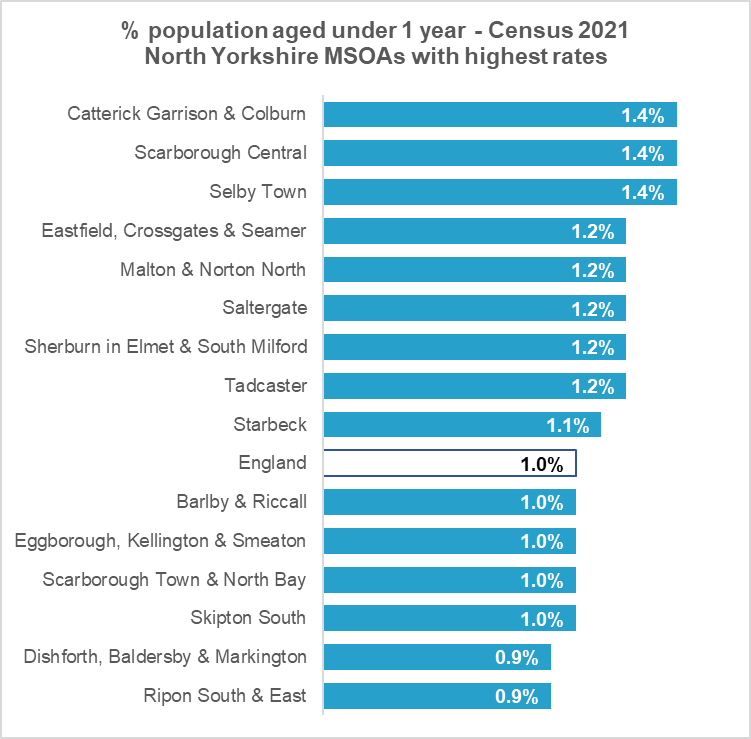 % population aged under 1 year - Census 2021
North Yorkshire MSOAs with highest rates
Catterick Garrison & Colburn 1.4%
Scarborough Central 1.4%
Selby Town 1.4%
Eastfield, Crossgates & Seamer 1.2%
Malton & Norton North 1.2%
Saltergate 1.2%
Sherburn in Elmet & South Milford 1.2%
Tadcaster 1.2%
Starbeck 1.1%
England 1.0%
Barlby & Riccall 1.0%
Eggborough, Kellington & Smeaton 1.0%
Scarborough Town & North Bay 1.0%
Skipton South 1.0%
Dishforth, Baldersby & Markington 0.9%
Ripon South & East 0.9%